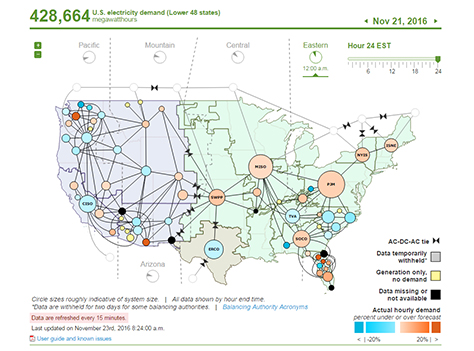 428,664 U.S. electricity demand (Lower 48 states)
megawatthours
Nov 21, 2016
Pacific
Mountain
Central
Eastern
12:00 a.m.
Hour 24 EST
6 12 18 24
MISO
PJM
NYIS
ISNE
CISO
SWPP
TVA
SOCO
ERCO
Arizona
AC-DC-AC tie
Data temporarily
withheld*
Generation only,
no demand
Data missing or
not available
Actual hourly demand
percent under or over forecast
< | -20% 20% | >
Circle sizes roughly indicative of system size. | All data shown by hour end time.
*Data are withheld for two days for some balancing authorities. | Balancing Authority Acronyms
Data are refreshed every 15 minutes.
Last updated on November 23rd, 2016 8:24:00 a.m.
User guide and known issues